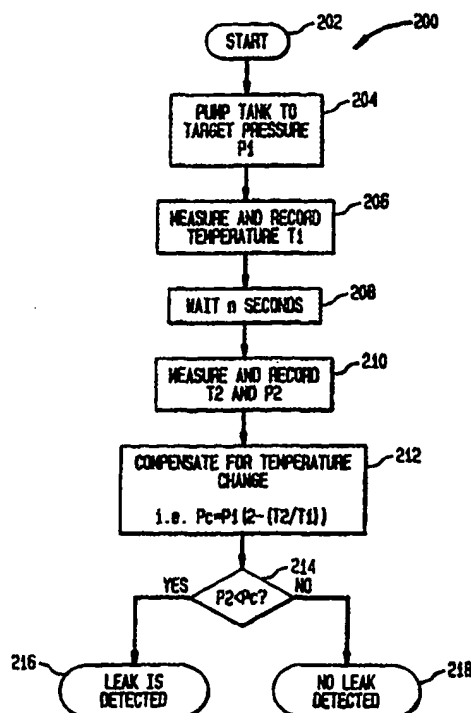 202
200
START
204
PUMP TANK TO
TARGET PRESSURE
P1
206
MEASURE AND RECORD
TEMPERATURE T1
208
WAIT n SECONDS
210
MEASURE AND RECORD
T2 AND P2
212
COMPENSATE FOR TEMPERATURE
CHANGE
i.e. Pc=P1(2-(T2/T1))
214
YES
P2<Pc?
NO
216
LEAK IS
DETECTED
218
NO LEAK
DETECTED